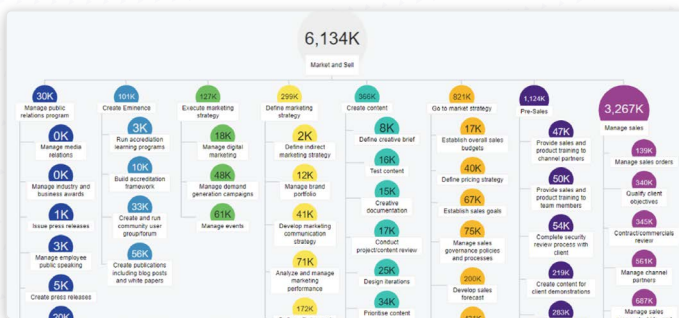 6,134K
Market and Sell
30K
Manage public
relations program
0K
Manage media
relations
0K
Manage industry and
business awards
1K
Issue press releases
3K
Manage employee
public speaking
5K
Create press releases
101K
Create Eminence
3K
Run accrediation
learning programs
10K
Build accrediation
framework
33K
Create and run
community user
group/forum
56K
Create publications
including blog posts
and white papers
127K
Execute marketing
strategy
18K
Manage digital
marketing
48K
Manage demand
generation campaigns
61K
Manage events
299K
Define marketing
strategy
2K
Define indirect
marketing strategy
12K
Manage brand
portfolio
41K
Develop marketing
communication
strategy
71K
Analyze and manage
marketing
performance
172K
366K
Create content
8K
Define creative brief
16K
Test content
15K
Creative
documentation
17K
Conduct
project/content review
25K
Design iterations
34K
Prioritise content
821K
Go to market strategy
17K
Establish overall sales
budgets
40K
Define pricing strategy
67K
Establish sales goals
75K
Manage sales
governance policies
and processes
200K
Develop sales
forecast
1,124K
Pre-Sales
47K
Provide sales and
product training to
channel partners
50K
Provide sales and
product training to
team members
54K
Complete security
review process with
client
219K
Create content for
client demonstrations
283K
3,267K
Manage sales
139K
Manage sales orders
340K
Qualify client
objectives
345K
Contract/commercials
review
561K
Manage channel
partners
687K
Manage sales